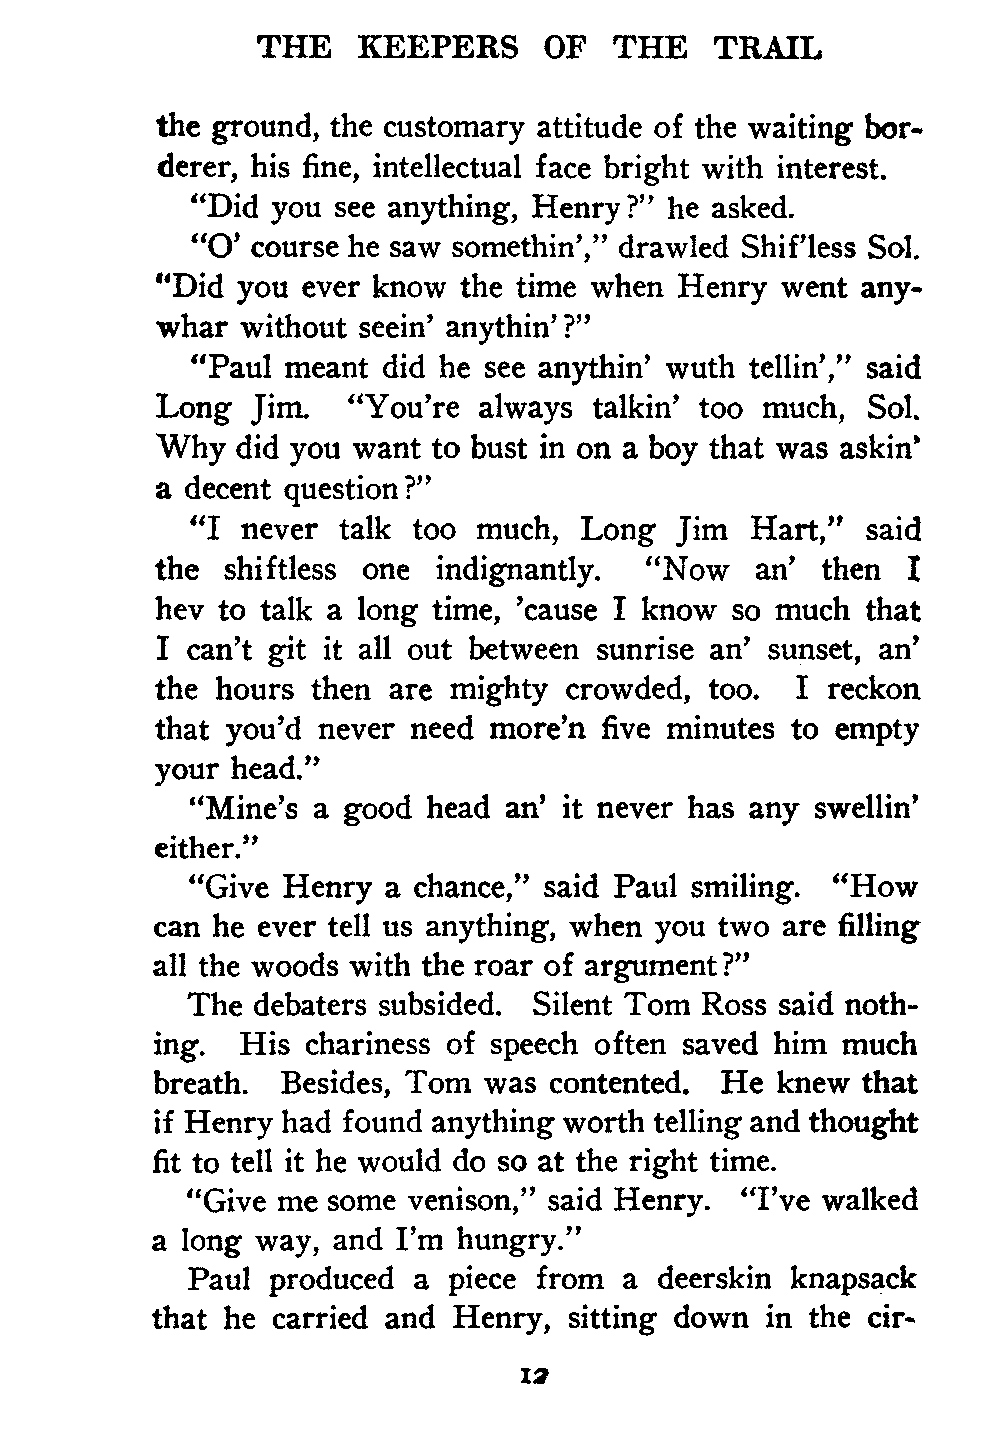 THE KEEPERS OF THE TRAIL
the ground, the customary attitude of the waiting bor-
derer, his fine, intellectual face bright with interest.
“Did you see anything, Henry?” he asked.
“O’ course he saw somethin’,” drawled Shif’less Sol.
“Did you ever know the time when Henry went any-
whar without seein’ anythin’?”
“Paul meant did he see anythin’ wuth tellin’,” said
Long Jim. “You’re always talkin’ too much, Sol.
Why did you want to bust in on a boy that was askin’
a decent question?”
“I never talk too much, Long Jim Hart,” said
the shiftless one indignantly. “Now an’ then I
hev to talk a long time, ’cause I know so much that
I can’t git it all out between sunrise an’ sunset, an’
the hours then are mighty crowded, too. I reckon
that you’d never need more’n five minutes to empty
your head.”
“Mine’s a good head an’ it never has any swellin’
either.”
“Give Henry a chance,” said Paul smiling. “How
can he ever tell us anything, when you two are filling
all the woods with the roar of argument?”
The debaters subsided. Silent Tom Ross said noth-
ing. His chariness of speech often saved him much
breath. Besides, Tom was contented. He knew that
if Henry had found anything worth telling and thought
fit to tell it he would do so at the right time.
“Give me some venison,” said Henry. “I’ve walked
a long way, and I’m hungry.”
Paul produced a piece from a deerskin knapsack
that he carried and Henry, sitting down in the cir-
12